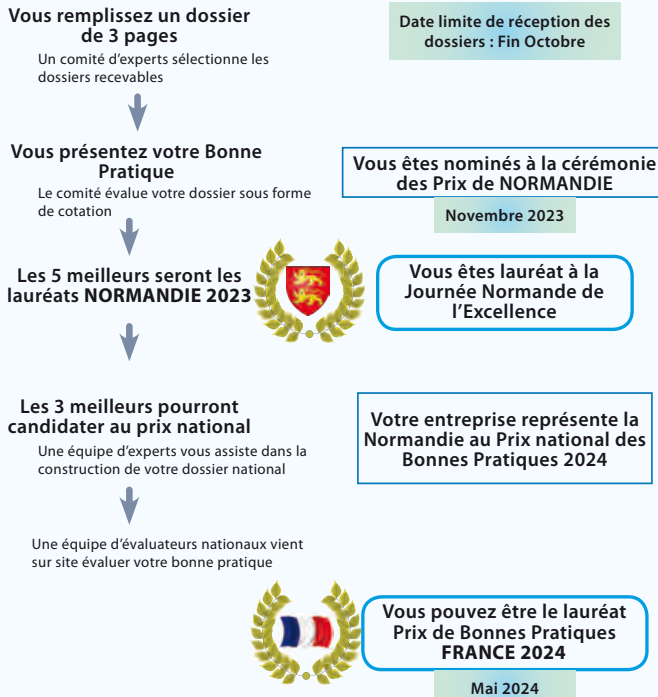 Vous remplissez un dossier
de 3 pages
Un comité d'experts sélectionne les
dossiers recevables
Date limite de réception des
dossiers : Fin Octobre
Vous présentez votre Bonne
Pratique
Le comité évalue votre dossier sous forme
de cotation
Vous êtes nominés à la cérémonie
des Prix de NORMANDIE
Novembre 2023
Les 5 meilleurs seront les
lauréats NORMANDIE 2023
Vous êtes lauréat à la
Journée Normande de
l'Excellence
Les 3 meilleurs pourront
candidater au prix national
Une équipe d'experts vous assiste dans la
construction de votre dossier national
Votre entreprise représente la
Normandie au Prix national des
Bonnes Pratiques 2024
Une équipe d'évaluateurs nationaux vient
sur site évaluer votre bonne pratique
Vous pouvez être le lauréat
Prix de Bonnes Pratiques
FRANCE 2024
Mai 2024